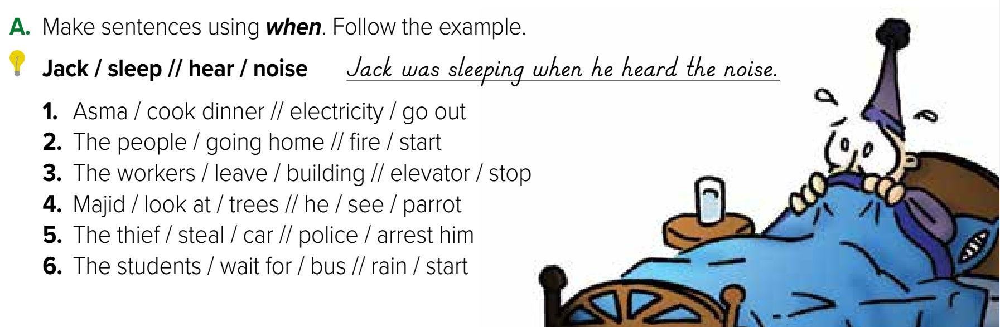 A. Make sentences using when. Follow the example.
Jack / sleep // hear / noise Jack was sleeping when he heard the noise.
1. Asma / cook dinner // electricity / go out
2. The people / going home // fire / start
3. The workers / leave / building // elevator / stop
4. Majid / look at / trees // he / see / parrot
5. The thief / steal / car // police / arrest him
6. The students / wait for / bus // rain / start